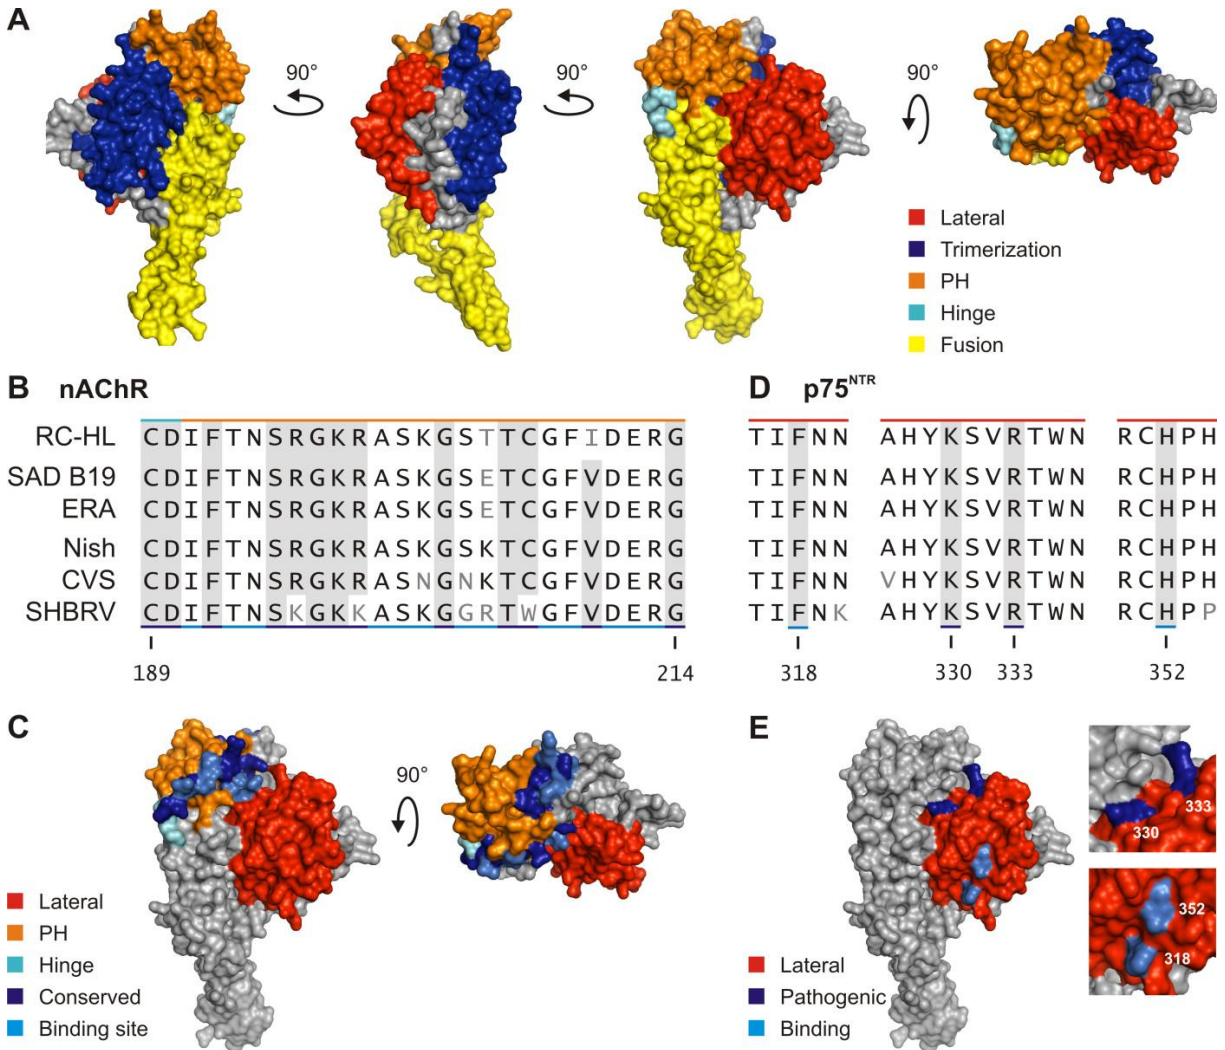 A
90°
90°
90°
Lateral
Trimerization
PH
Hinge
Fusion
B nAChR
RC-HL CDIFTNSRGKRASKGSTTCGFIDERG
SAD B19 CDIFTNSRGKRASKGSETCGFVDERG
ERA CDIFTNSRGKRASKGSETCGFVDERG
Nish CDIFTNSRGKRASKGSKTCGFVDERG
CVS CDIFTNSRGKRASNGNKTCGFVDERG
SHBRV CDIFTNSKGKKASKGGRTWGFVDERG
189 214
D p75NTR
TIFNN AHYKSVRTWN RCHPH
TIFNN AHYKSVRTWN RCHPH
TIFNN AHYKSVRTWN RCHPH
TIFNN AHYKSVRTWN RCHPH
TIFNN VHYKSVRTWN RCHPH
TIFNK AHYKSVRTWN RCHPP
318 330 333 352
C
90°
Lateral
PH
Hinge
Conserved
Binding site
E
Lateral
Pathogenic
Binding
333
330
352
318